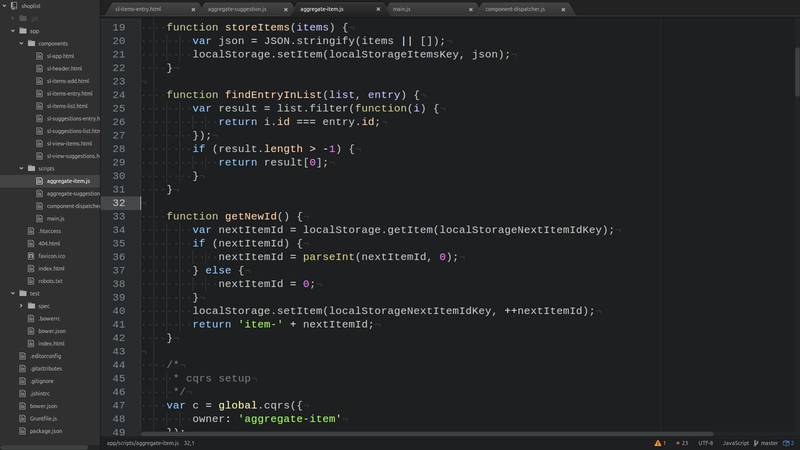 shoplist
.git
app
components
sl-app.html
sl-header.html
sl-items-add.html
sl-items-entry.html
sl-items-list.html
sl-suggestions-entry.h
sl-suggestions-list.htm
sl-view-items.html
sl-view-suggestions.h
scripts
aggregate-item.js
aggregate-suggestion
component-dispatcher
main.js
.htaccess
404.html
favicon.ico
index.html
robots.txt
test
spec
.bowerrc
bower.json
index.html
.editorconfig
.gitattributes
.gitignore
.jshintrc
bower.json
Gruntfile.js
package.json
sl-items-entry.html
aggregate-suggestion.js
aggregate-item.js
main.js
component-dispatcher.js
19 function storeItems(items) {
20 var json = JSON.stringify(items || []);
21 localStorage.setItem(localStorageItemsKey, json);
22 }
23
24 function findEntryInList(list, entry) {
25 var result = list.filter(function(i) {
26 return i.id === entry.id;
27 });
28 if (result.length > -1) {
29 return result[0];
30 }
31 }
32
33 function getNewId() {
34 var nextItemId = localStorage.getItem(localStorageNextItemIdKey);
35 if (nextItemId) {
36 nextItemId = parseInt(nextItemId, 0);
37 } else {
38 nextItemId = 0;
39 }
40 localStorage.setItem(localStorageNextItemIdKey, ++nextItemId);
41 return 'item-' + nextItemId;
42 }
43
44 /*
45 * cqrs setup
46 */
47 var c = global.cqrs({
48 owner: 'aggregate-item'
49 });
app/scripts/aggregate-item.js 32,1
1 23 UTF-8 JavaScript master 2